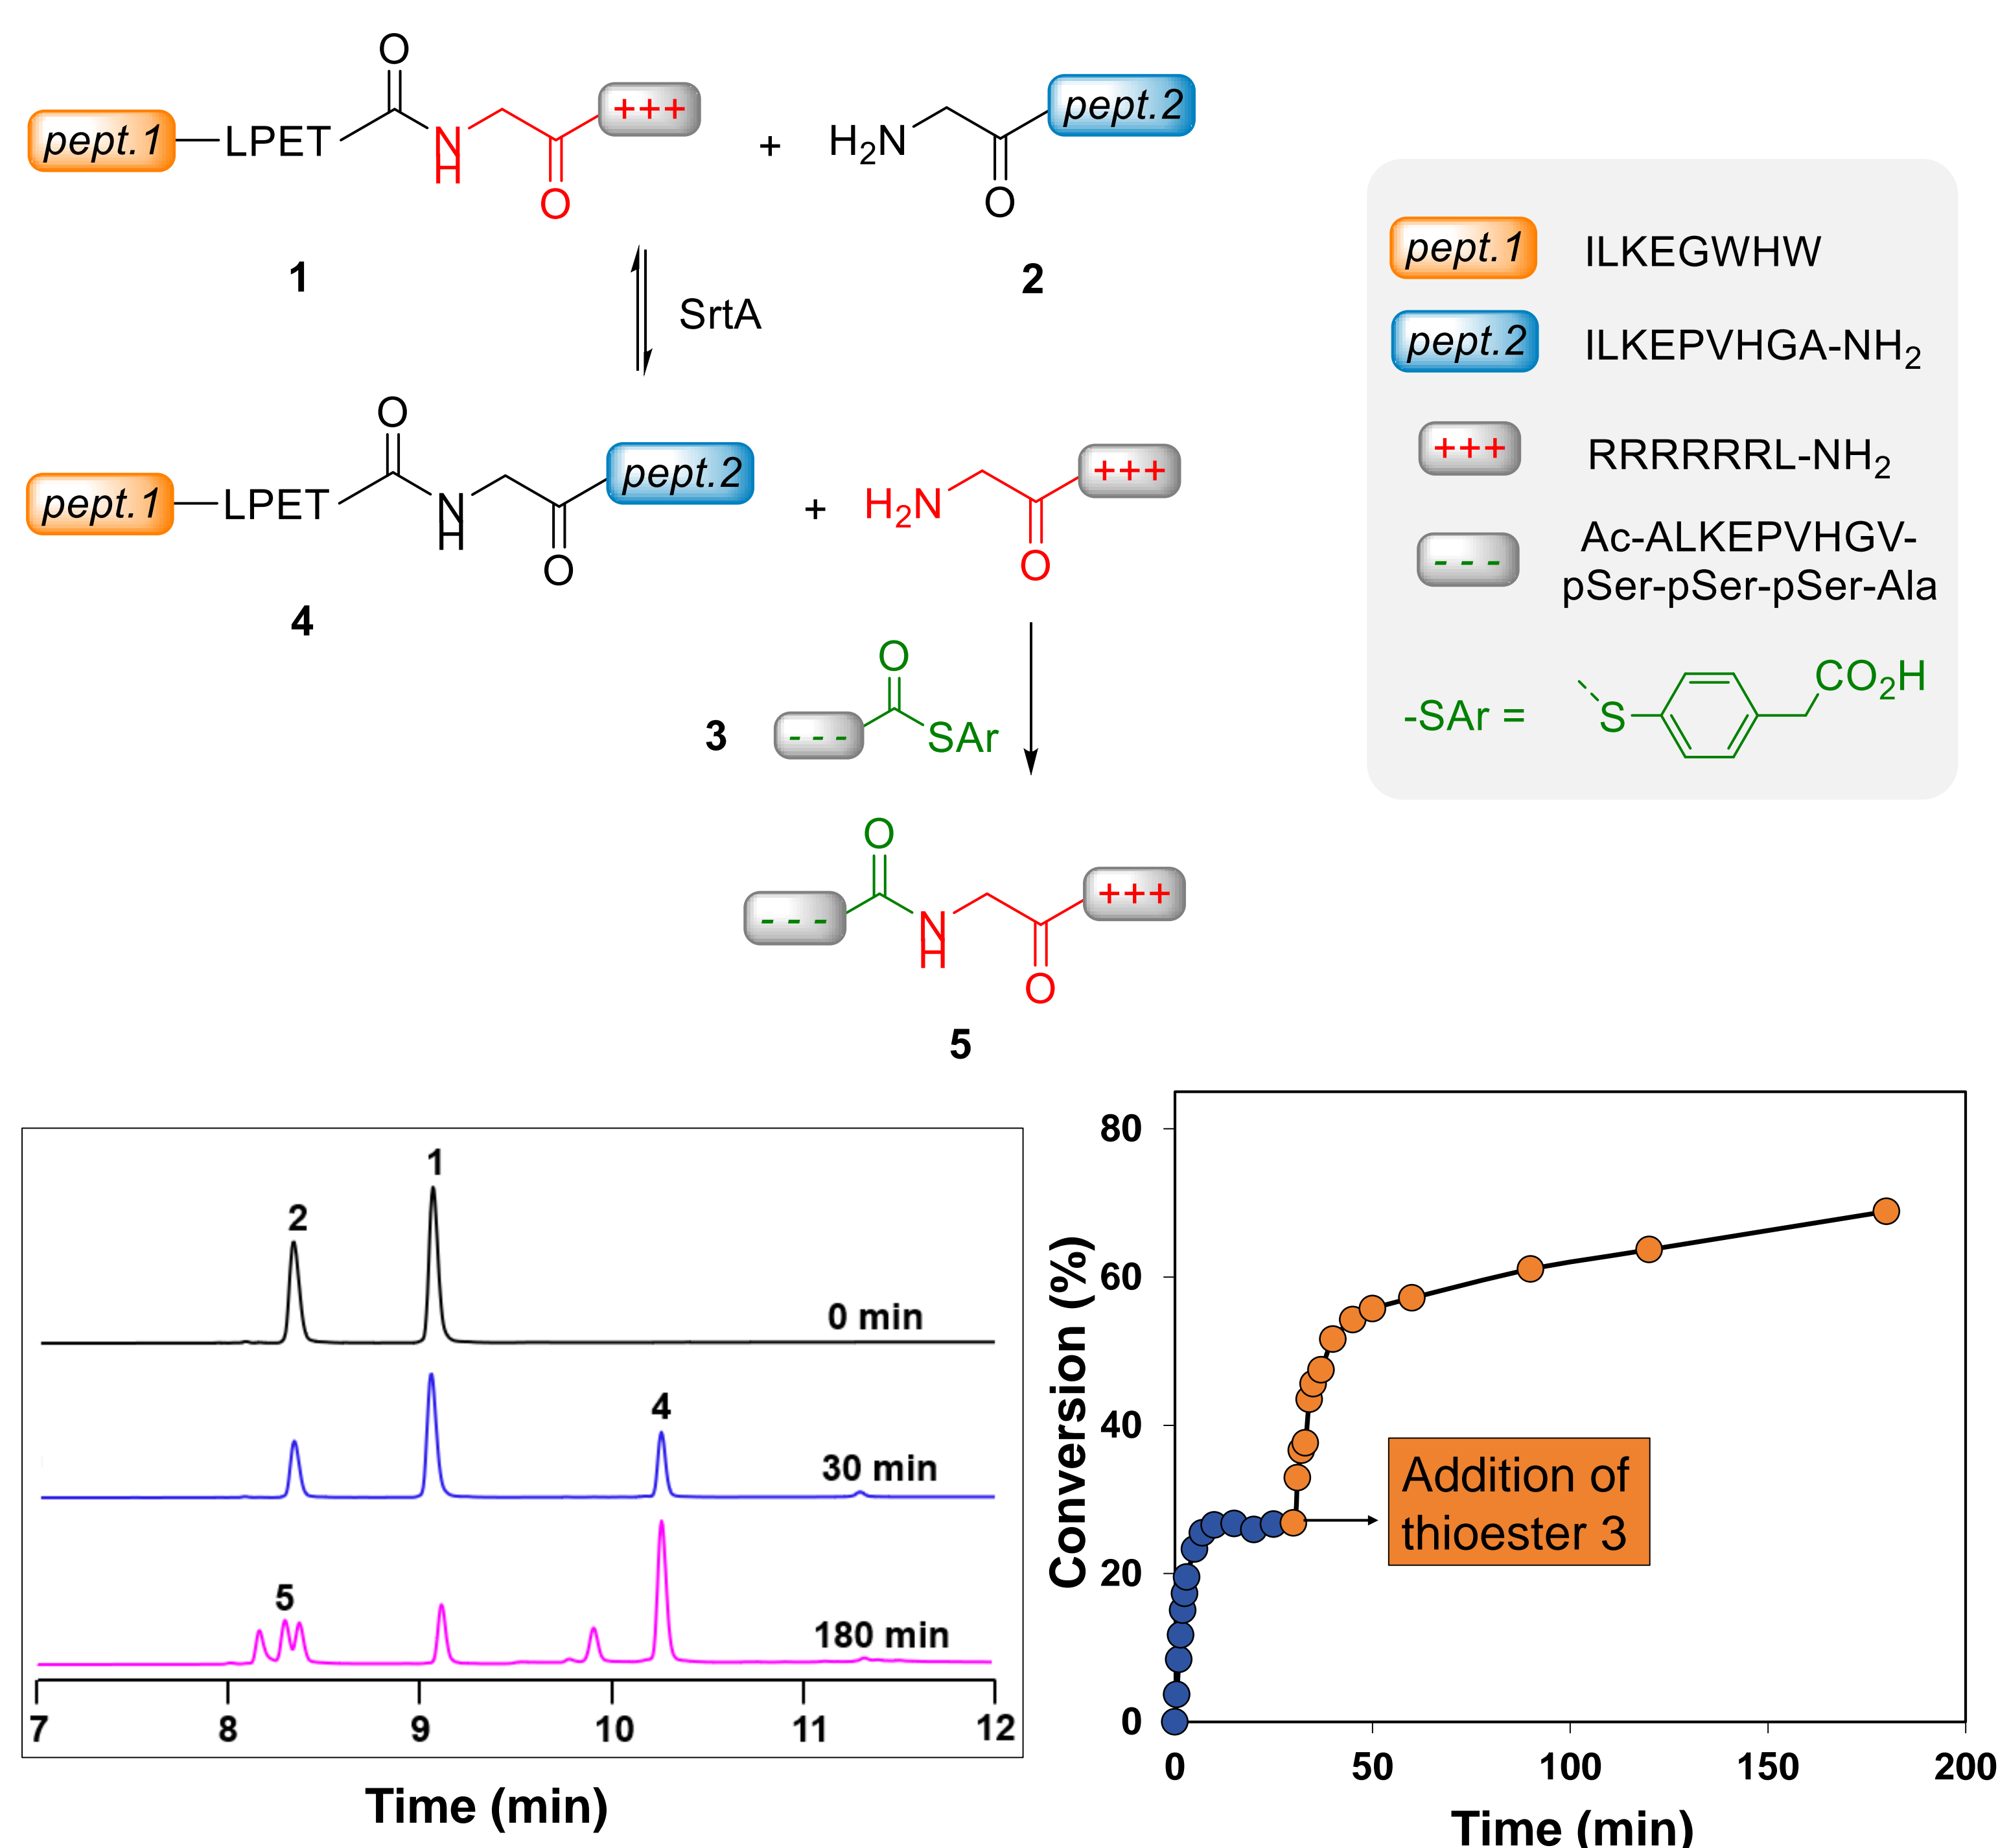 pept.1 LPET O N H O +++ + H2N O pept.2
1 2
SrtA
pept.1 LPET O N H O pept.2 + H2N O +++
4
3 - - - O SAr
- - - O N H O +++
5
pept.1 ILKEGWHW
pept.2 ILKEPVHGA-NH2
+++ RRRRRRL-NH2
- - - Ac-ALKEPVHGV-
pSer-pSer-pSer-Ala
-SAr = S CO2H
1
2
0 min
4
30 min
5
180 min
7 8 9 10 11 12
Time (min)
80
60
40
20
0
Conversion (%)
Addition of
thioester 3
0 50 100 150 200
Time (min)